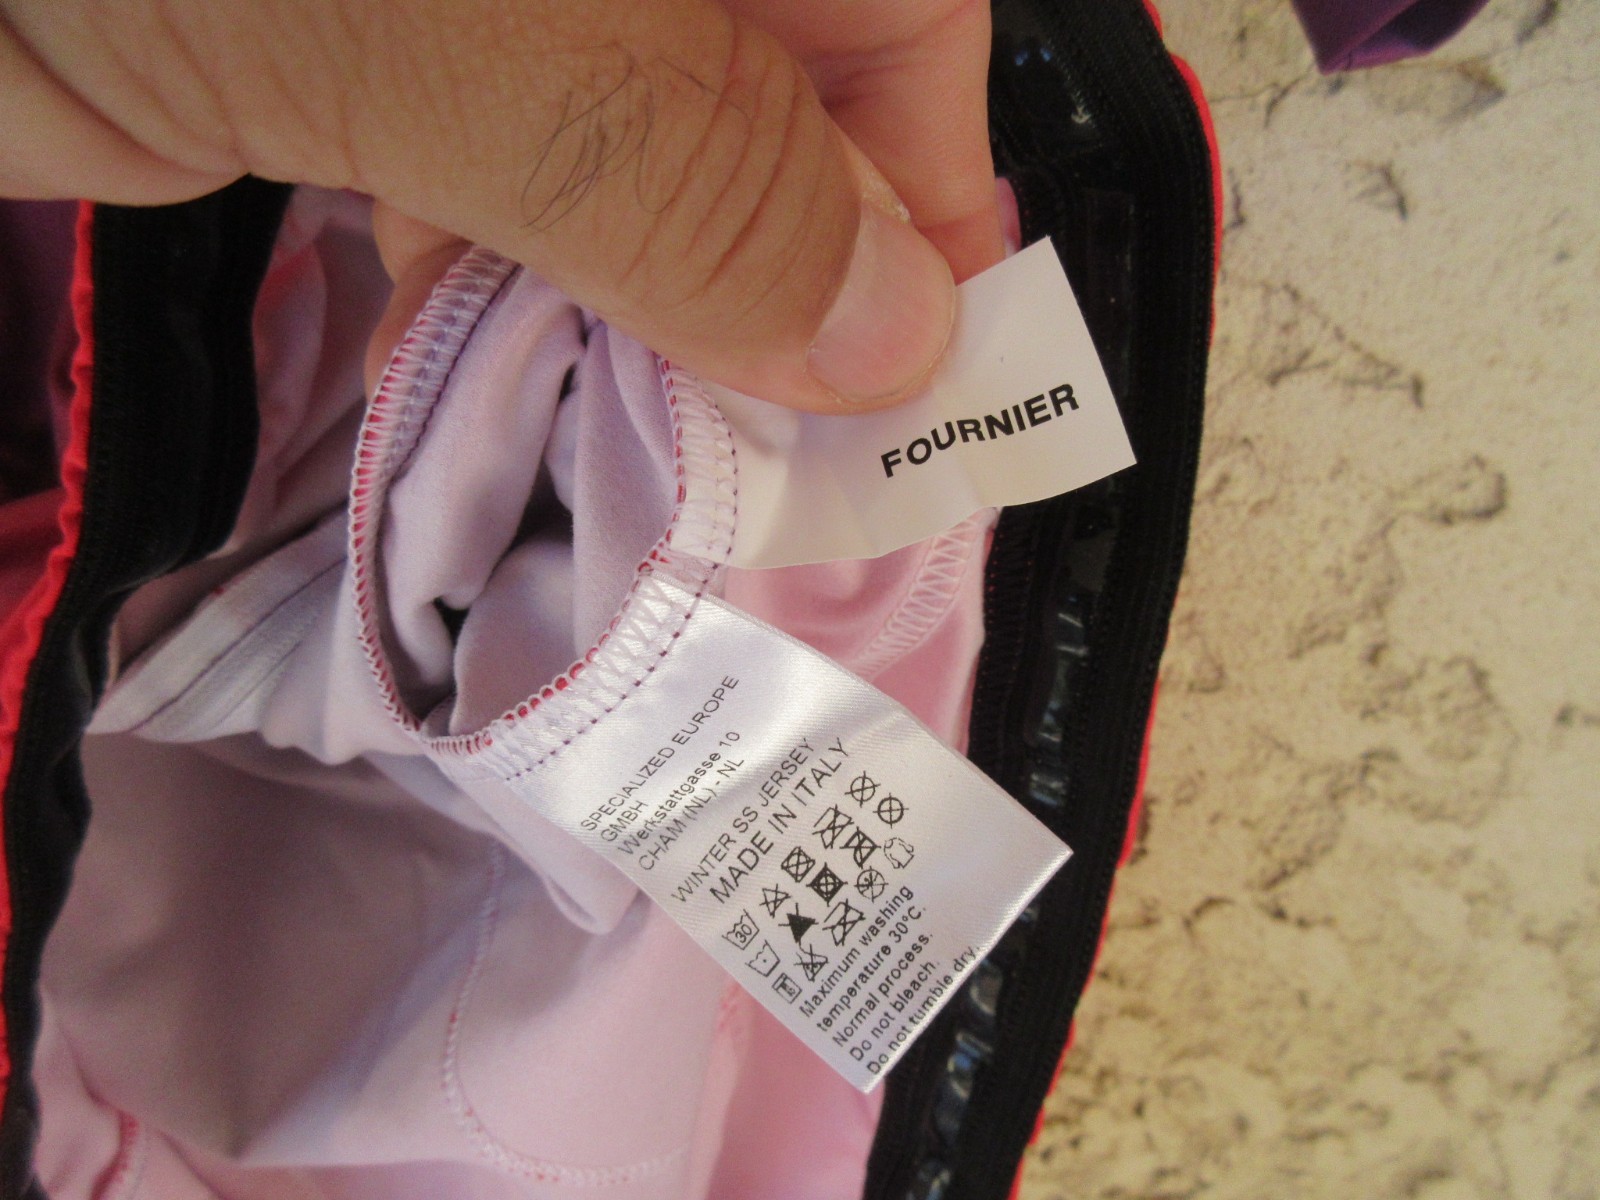 FOURNIER
SPECIALIZED EUROPE
GMBH
Werkstattgasse 10
CHAM (NL) - NL
WINTER SS JERSEY
MADE IN ITALY
30
Maximum washing
temperature 30°C.
Normal process.
Do not bleach.
Do not tumble dry.